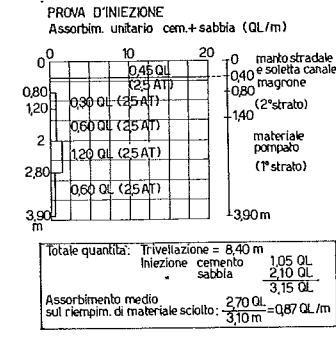 PROVA D'INIEZIONE
Assorbim. unitario cem.+ sabbia (QL/m)
0 10 20
0 0,45 QL 0 manto stradale
(2,5 AT) 0,40 e soletta canale
0,80 0,30 QL (2,5 AT) 0,80 magrone
1,20 (2°strato)
0,60 QL (2,5 AT) 1,40
2 materiale
1,20 QL (2,5 AT) pompato
2,80 (1°strato)
0,60 QL (2,5 AT)
3,90 3,90 m
m
Totale quantita': Trivellazione = 8,40 m
Iniezione cemento 1,05 QL
" sabbia 2,10 QL
3,15 QL
Assorbimento medio 2,70 QL
sul riempim. di materiale sciolto: 3,10 m = 0,87 QL/m